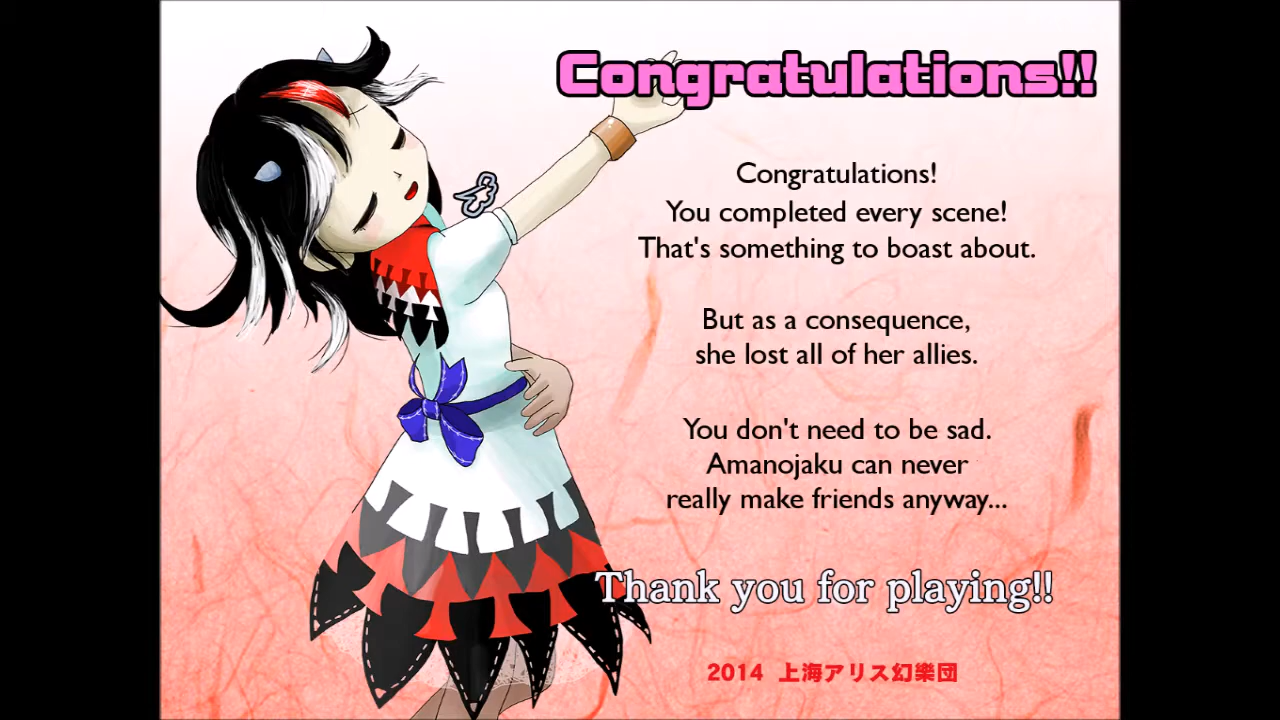 Congratulations!!
Congratulations!
You completed every scene!
That's something to boast about.
But as a consequence,
she lost all of her allies.
You don't need to be sad.
Amanojaku can never
really make friends anyway...
Thank you for playing!!
2014 上海アリス幻樂団